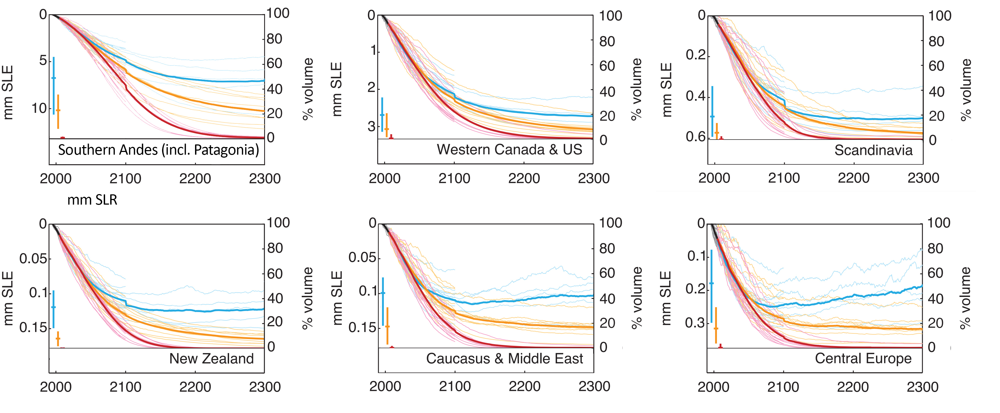 0
5
10
mm SLE
100
80
60
40
20
0
% volume
Southern Andes (incl. Patagonia)
2000 2100 2200 2300
0
1
2
3
mm SLE
100
80
60
40
20
0
% volume
Western Canada & US
2000 2100 2200 2300
0
0.2
0.4
0.6
mm SLE
100
80
60
40
20
0
% volume
Scandinavia
2000 2100 2200 2300
mm SLR
0
0.05
0.1
0.15
mm SLE
100
80
60
40
20
0
% volume
New Zealand
2000 2100 2200 2300
0
0.05
0.1
0.15
mm SLE
100
80
60
40
20
0
% volume
Caucasus & Middle East
2000 2100 2200 2300
0
0.1
0.2
0.3
mm SLE
100
80
60
40
20
0
% volume
Central Europe
2000 2100 2200 2300